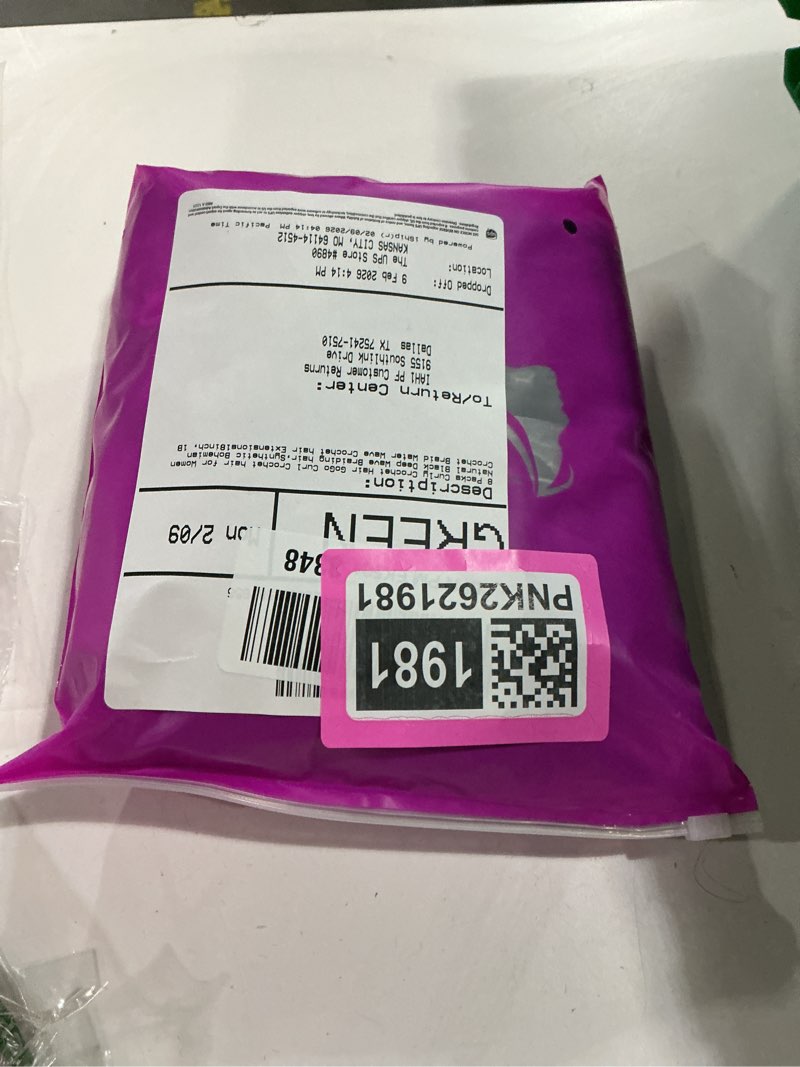 PNK2621981
1981
348
GREEN
Mon 2/09
Description:
8 Packs Curly Crochet Hair GoGo Curl Crochet hair for Women
Natural Black Deep Wave Braiding hair,Synthetic Bohemian
Crochet Braid Water Wave Crochet hair Extensions(8inch, 1B
To/Return Center:
IAH1 PF Customer Returns
9155 Southlink Drive
Dallas TX 75241-7510
Dropped Off: 9 Feb 2026 4:14 PM
Location: The UPS Store #4890
KANSAS CITY, MO 64114-4512
Powered by iShip(r) 02/09/2026 04:14 PM Pacific Time